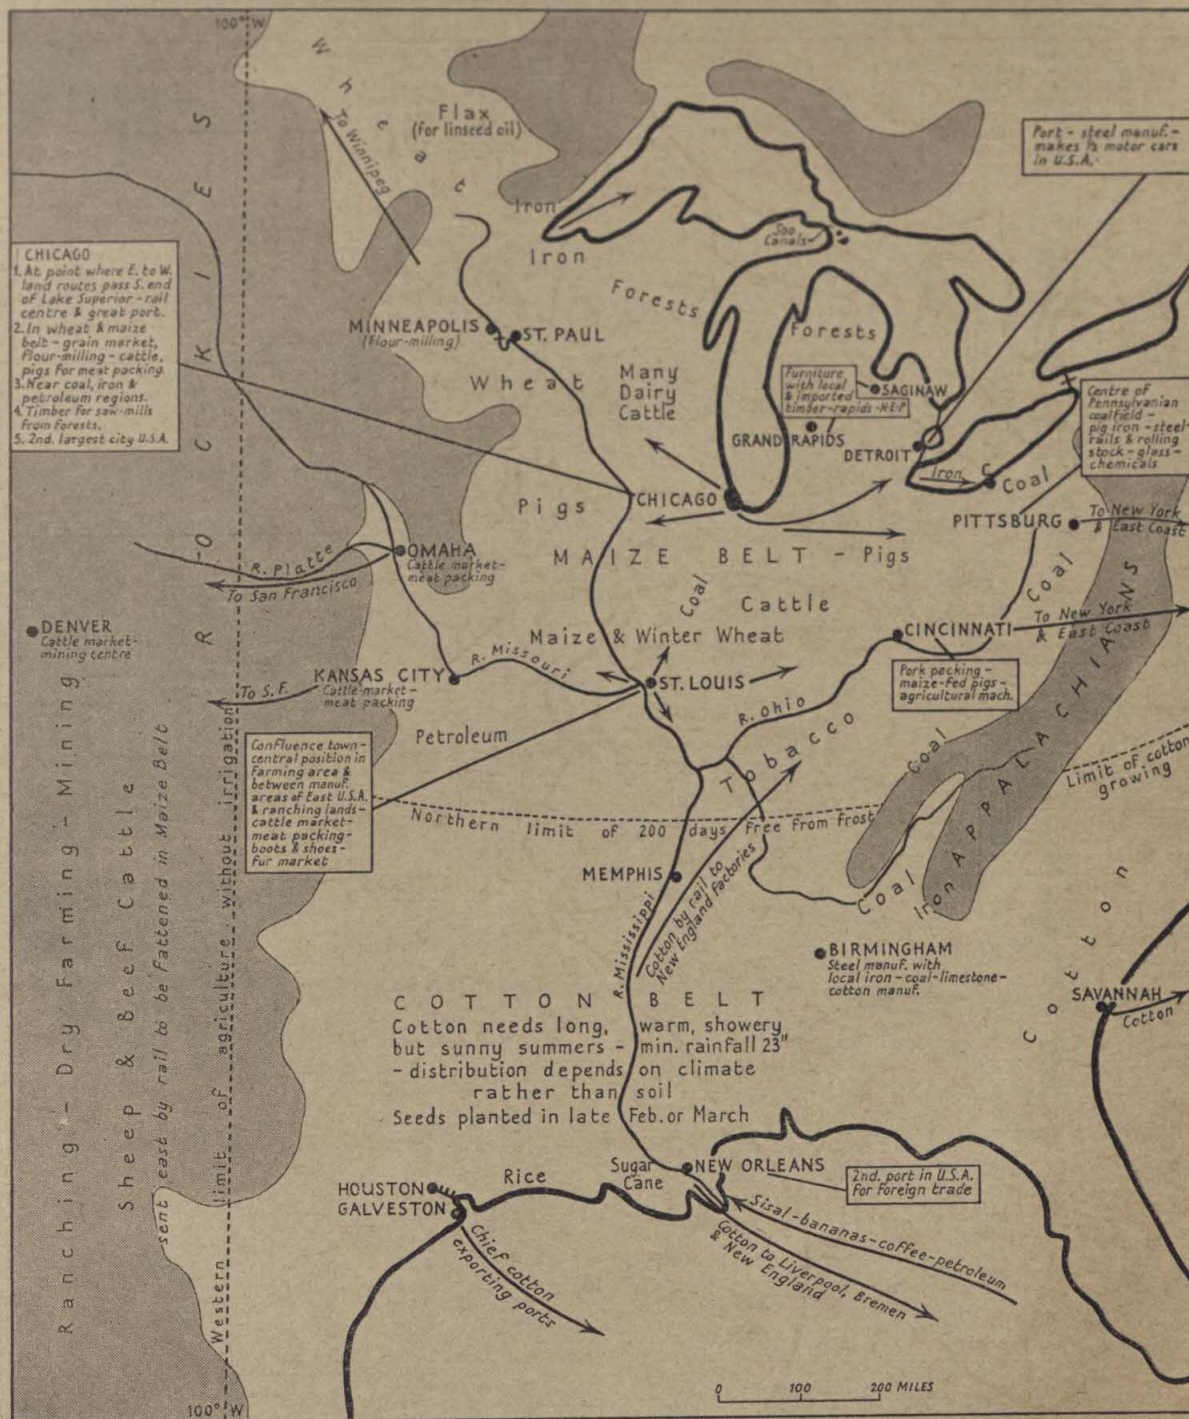 100° W
Wheat
Flax
(for linseed oil)
To Winnipeg
Port - steel manuf. -
makes ½ motor cars
in U.S.A.
Iron
Iron
Soo
Canals
Forests
Forests
CHICAGO
1. At point where E. to W.
land routes pass S. end
of Lake Superior - rail
centre & great port.
2. In wheat & maize
belt - grain market,
flour-milling - cattle,
pigs for meat packing.
3. Near coal, iron &
petroleum regions.
4. Timber for saw-mills
from forests.
5. 2nd. largest city U.S.A.
MINNEAPOLIS
(Flour-milling)
ST. PAUL
Wheat
Many
Dairy
Cattle
Furniture
with local
& imported
timber-rapids-H.E.P
SAGINAW
GRAND RAPIDS
DETROIT
Centre of
Pennsylvanian
coalfield -
pig iron - steel-
rails & rolling
stock - glass -
chemicals
Iron
C
Coal
ROCKIES
Pigs
CHICAGO
PITTSBURG
To New York
& East Coast
MAIZE BELT - Pigs
OMAHA
Cattle market-
meat packing
R. Platte
To San Francisco
Coal
Cattle
Coal
DENVER
Cattle market-
mining centre
Maize & Winter Wheat
CINCINNATI
To New York
& East Coast
Pork packing -
maize-fed pigs -
agricultural mach.
R. Missouri
KANSAS CITY
Cattle market-
meat packing
To S.F.
ST. LOUIS
R. Ohio
Petroleum
Tobacco
Coal
APPALACHIANS
Limit of cotton
growing
Confluence town-
central position in
farming area &
between manuf.
areas of East U.S.A.
& ranching lands-
cattle market-
meat packing-
boots & shoes-
fur market
Northern limit of 200 days free from frost
MEMPHIS
Cotton by rail to
New England factories
R. Mississippi
Coal
Iron
Cotton
BIRMINGHAM
Steel manuf. with
local iron - coal-limestone-
cotton manuf.
SAVANNAH
Cotton
COTTON BELT
Cotton needs long, warm, showery
but sunny summers - min. rainfall 23"
- distribution depends on climate
rather than soil
Seeds planted in late Feb. or March
Ranching - Dry Farming - Mining
Sheep & Beef Cattle
sent east by rail to be fattened in Maize Belt
Western limit of agriculture without irrigation
Sugar
Cane
NEW ORLEANS
2nd. port in U.S.A.
for foreign trade
Rice
HOUSTON
GALVESTON
Chief cotton
exporting ports
Sisal-bananas-coffee-petroleum
Cotton to Liverpool, Bremen
& New England
0 100 200 MILES
100° W